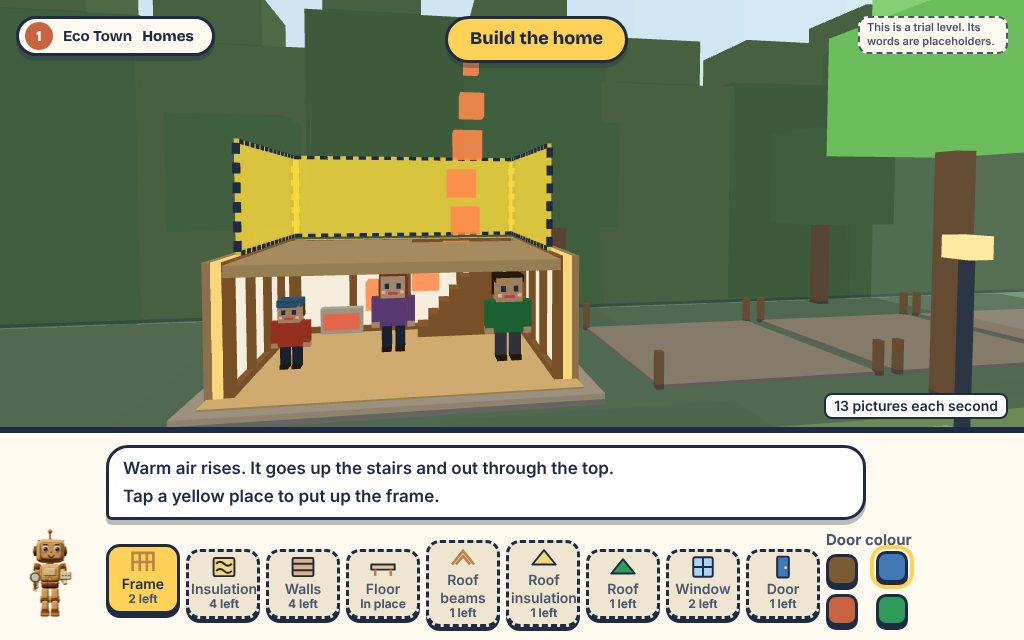 1 Eco Town Homes
Build the home
This is a trial level. Its
words are placeholders.
13 pictures each second
Warm air rises. It goes up the stairs and out through the top.
Tap a yellow place to put up the frame.
Frame
2 left
Insulation
4 left
Walls
4 left
Floor
In place
Roof
beams
1 left
Roof
insulation
1 left
Roof
1 left
Window
2 left
Door
1 left
Door colour